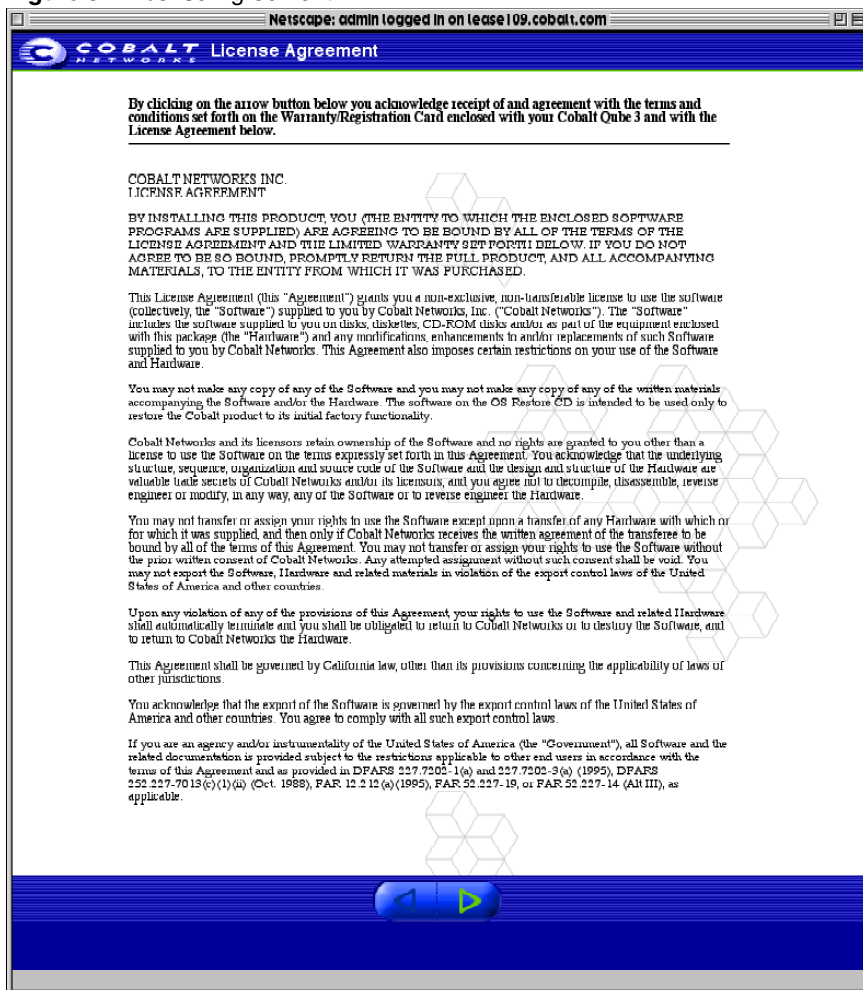 Netscape: admin logged in on lease109.cobalt.com
COBALT NETWORKS License Agreement
By clicking on the arrow button below you acknowledge receipt of and agreement with the terms and
conditions set forth on the Warranty/Registration Card enclosed with your Cobalt Qube 3 and with the
License Agreement below.
COBALT NETWORKS INC.
LICENSE AGREEMENT
BY INSTALLING THIS PRODUCT, YOU (THE ENTITY TO WHICH THE ENCLOSED SOFTWARE
PROGRAMS ARE SUPPLIED) ARE AGREEING TO BE BOUND BY ALL OF THE TERMS OF THE
LICENSE AGREEMENT AND THE LIMITED WARRANTY SET FORTH BELOW. IF YOU DO NOT
AGREE TO BE SO BOUND, PROMPTLY RETURN THE FULL PRODUCT, AND ALL ACCOMPANYING
MATERIALS, TO THE ENTITY FROM WHICH IT WAS PURCHASED.
This License Agreement (this "Agreement") grants you a non-exclusive, non-transferable license to use the software
(collectively, the "Software") supplied to you by Cobalt Networks, Inc. ("Cobalt Networks"). The "Software"
includes the software supplied to you on disks, diskettes, CD-ROM disks and/or as part of the equipment enclosed
with this package (the "Hardware") and any modifications, enhancements to and/or replacements of such Software
supplied to you by Cobalt Networks. This Agreement also imposes certain restrictions on your use of the Software
and Hardware.
You may not make any copy of any of the Software and you may not make any copy of any of the written materials
accompanying the Software and/or the Hardware. The software on the OS Restore CD is intended to be used only to
restore the Cobalt product to its initial factory functionality.
Cobalt Networks and its licensors retain ownership of the Software and no rights are granted to you other than a
license to use the Software on the terms expressly set forth in this Agreement. You acknowledge that the underlying
structure, sequence, organization and source code of the Software and the design and structure of the Hardware are
valuable trade secrets of Cobalt Networks and/or its licensors, and you agree not to decompile, disassemble, reverse
engineer or modify, in any way, any of the Software or to reverse engineer the Hardware.
You may not transfer or assign your rights to use the Software except upon a transfer of any Hardware with which or
for which it was supplied, and then only if Cobalt Networks receives the written agreement of the transferee to be
bound by all of the terms of this Agreement. You may not transfer or assign your rights to use the Software without
the prior written consent of Cobalt Networks. Any attempted assignment without such consent shall be void. You
may not export the Software, Hardware and related materials in violation of the export control laws of the United
States of America and other countries.
Upon any violation of any of the provisions of this Agreement, your rights to use the Software and related Hardware
shall automatically terminate and you shall be obligated to return to Cobalt Networks or to destroy the Software, and
to return to Cobalt Networks the Hardware.
This Agreement shall be governed by California law, other than its provisions concerning the applicability of laws of
other jurisdictions.
You acknowledge that the export of the Software is governed by the export control laws of the United States of
America and other countries. You agree to comply with all such export control laws.
If you are an agency and/or instrumentality of the United States of America (the "Government"), all Software and the
related documentation is provided subject to the restrictions applicable to other end users in accordance with the
terms of this Agreement and as provided in DFARS 227.7202-1(a) and 227.7202-3(a) (1995), DFARS
252.227-7013(c)(1)(ii) (Oct. 1988), FAR 12.212(a)(1995), FAR 52.227-19, or FAR 52.227-14 (Alt III), as
applicable.